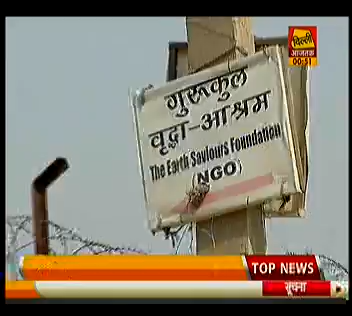 दिल्ली
आजतक
00:51
गुरूकुल
वृद्धा-आश्रम
The Earth Saviours Foundation
(NGO)
TOP NEWS
सूचना